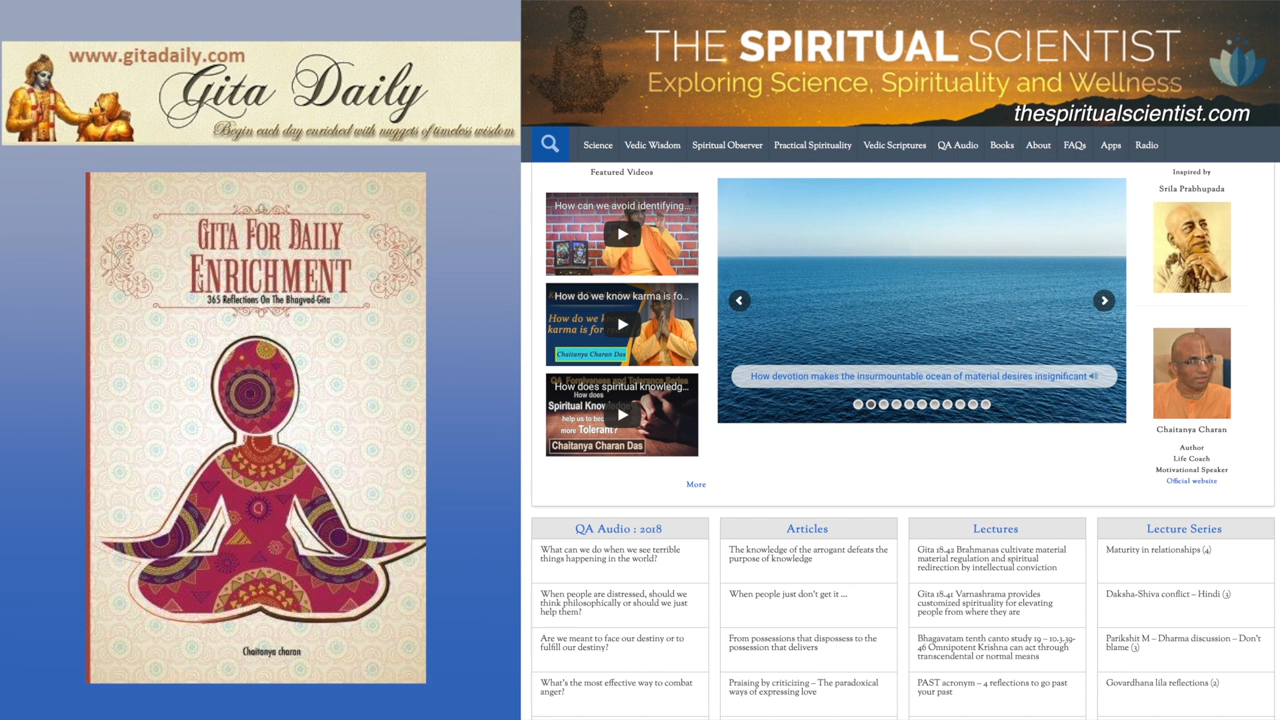 www.gitadaily.com
Gita Daily
Begin each day enriched with nuggets of timeless wisdom
GITA FOR DAILY
ENRICHMENT
365 Reflections On The Bhagvad-Gita
Chaitanya charan
THE SPIRITUAL SCIENTIST
Exploring Science, Spirituality and Wellness
thespiritualscientist.com
Science Vedic Wisdom Spiritual Observer Practical Spirituality Vedic Scriptures QA Audio Books About FAQs Apps Radio
Featured Videos
How can we avoid identifying...
How do we know karma is fo...
How do we k
karma is for re
Chaitanya Charan Das
How does spiritual knowledg...
QA - Forgiveness and Tolerance Series
How does
Spiritual Know
help us to be
more Tolerant?
Chaitanya Charan Das
More
How devotion makes the insurmountable ocean of material desires insignificant
Inspired by
Srila Prabhupada
Chaitanya Charan
Author
Life Coach
Motivational Speaker
Official website
QA Audio : 2018
What can we do when we see terrible
things happening in the world?
When people are distressed, should we
think philosophically or should we just
help them?
Are we meant to face our destiny or to
fulfill our destiny?
What's the most effective way to combat
anger?
Articles
The knowledge of the arrogant defeats the
purpose of knowledge
When people just don't get it ...
From possessions that dispossess to the
possession that delivers
Praising by criticizing – The paradoxical
ways of expressing love
Lectures
Gita 18.42 Brahmanas cultivate material
material regulation and spiritual
redirection by intellectual conviction
Gita 18.41 Varnashrama provides
customized spirituality for elevating
people from where they are
Bhagavatam tenth canto study 19 – 10.3.39-
46 Omnipotent Krishna can act through
transcendental or normal means
PAST acronym – 4 reflections to go past
your past
Lecture Series
Maturity in relationships (4)
Daksha-Shiva conflict – Hindi (3)
Parikshit M – Dharma discussion – Don't
blame (3)
Govardhana lila reflections (2)